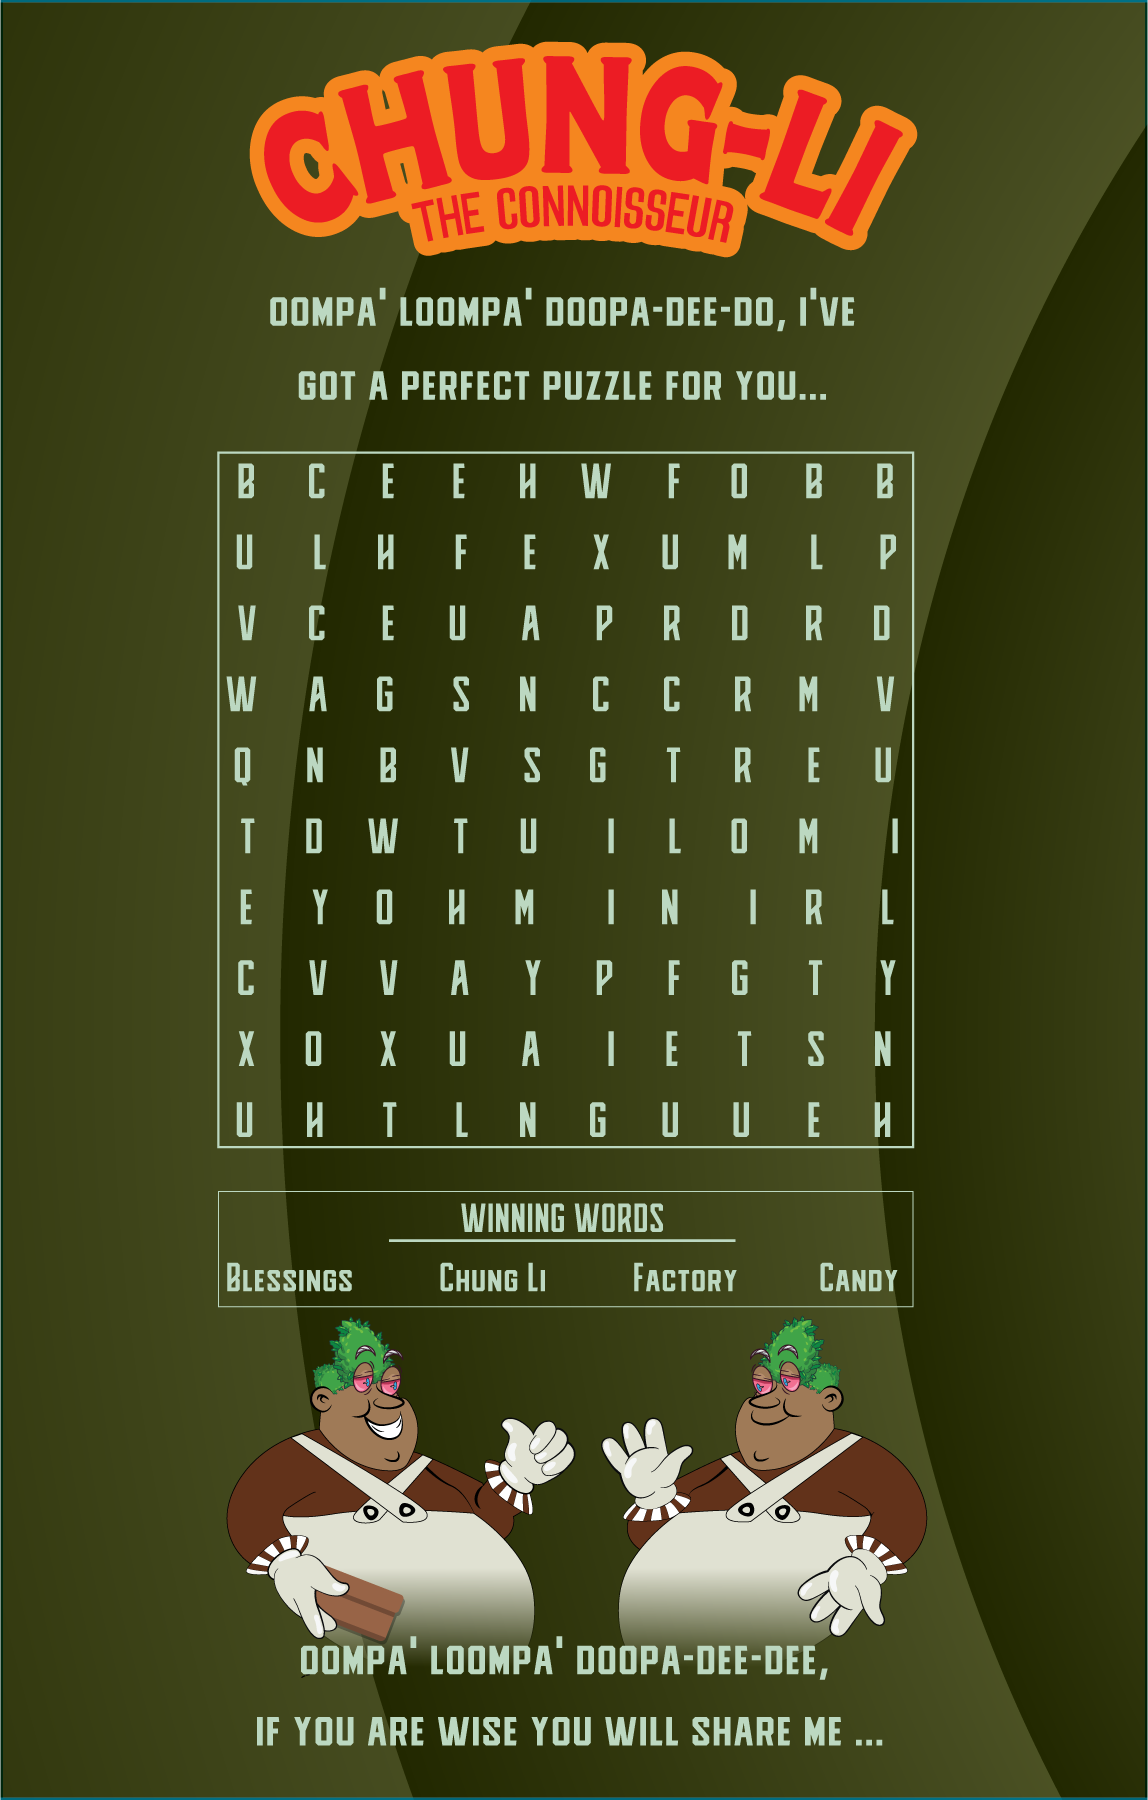 CHUNG-LI
THE CONNOISSEUR
OOMPA' LOOMPA' DOOPA-DEE-DO, I'VE
GOT A PERFECT PUZZLE FOR YOU...
B C E E H W F O B B
U L H F E X U M L P
V C E U A P R D R D
W A G S N C C R M V
Q N B V S G T R E U
T D W T U I L O M I
E Y O H M I N I R L
C V V A Y P F G T Y
X O X U A I E T S N
U H T L N G U U E H
WINNING WORDS
BLESSINGS CHUNG LI FACTORY CANDY
OOMPA' LOOMPA' DOOPA-DEE-DEE,
IF YOU ARE WISE YOU WILL SHARE ME ...